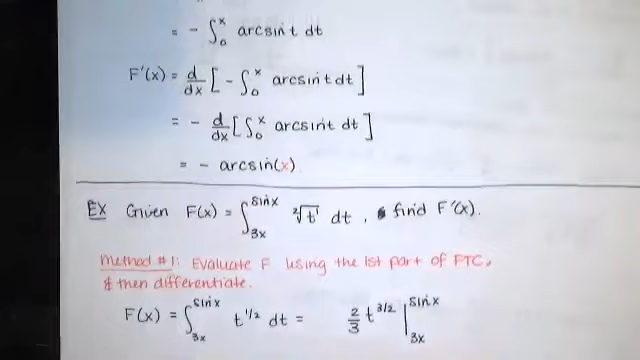 = - ∫₀ˣ arcsin t dt
F'(x) = d/dx [ - ∫₀ˣ arcsin t dt ]
= - d/dx [ ∫₀ˣ arcsin t dt ]
= - arcsin(x)
Ex Given F(x) = ∫_{3x}^{sin x} ²√t dt, find F'(x).
Method #1: Evaluate F using the 1st part of FTC,
& then differentiate.
F(x) = ∫_{3x}^{sin x} t^{1/2} dt = 2/3 t^{3/2} |_{3x}^{sin x}